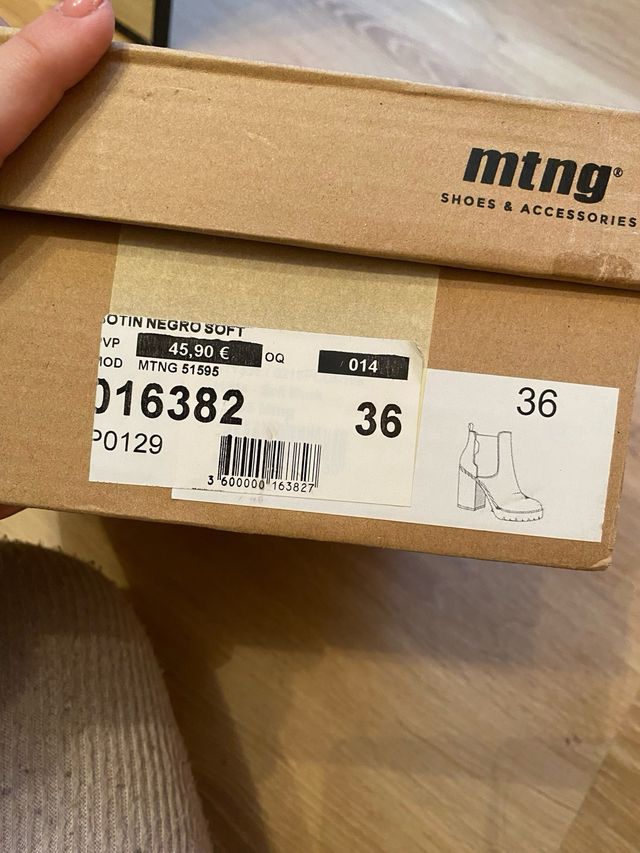 mtng®
SHOES & ACCESSORIES
BOTIN NEGRO SOFT
PVP 45,90 € OQ 014
MOD MTNG 51595
016382 36
P0129
3 600000 163827
36